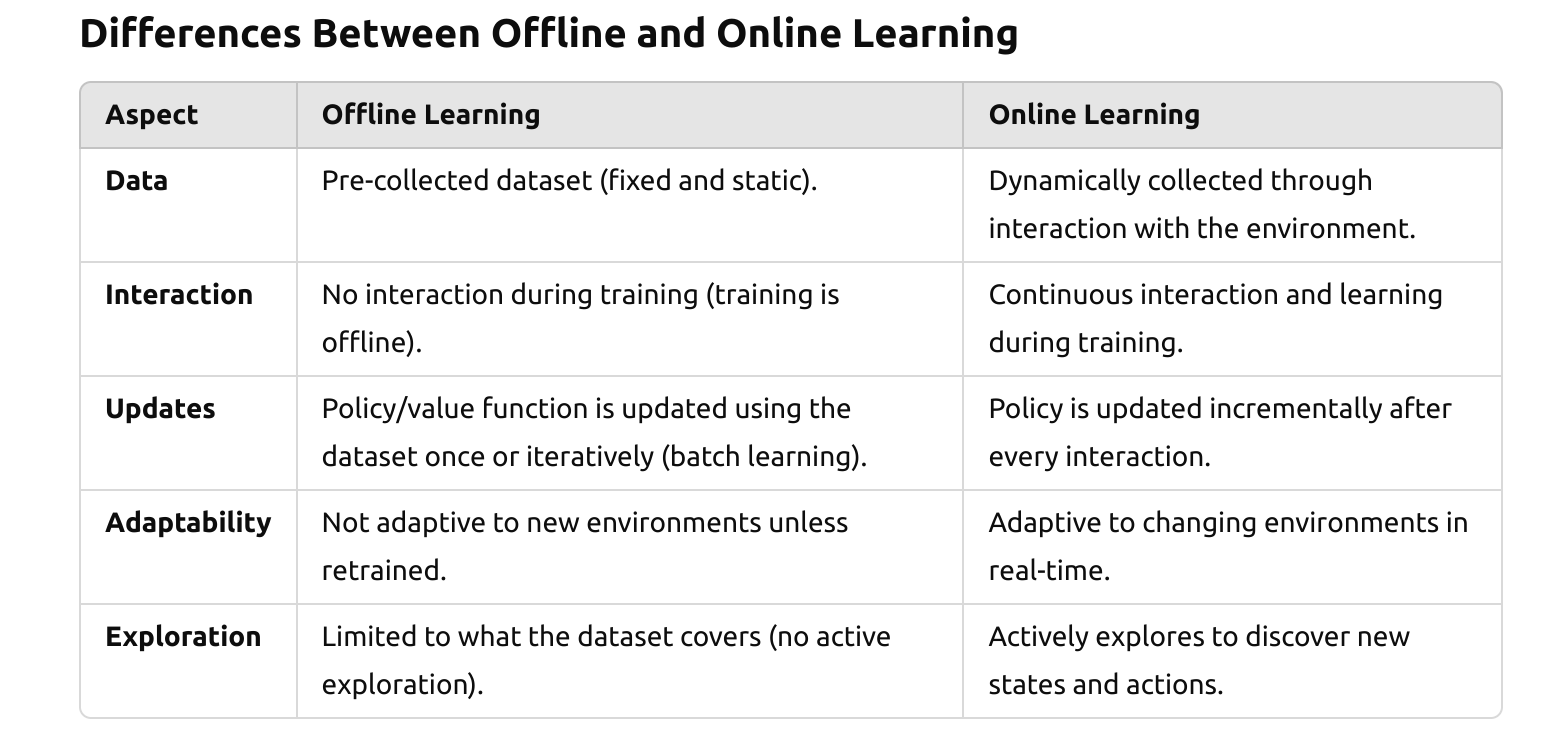 Differences Between Offline and Online Learning
Aspect
Offline Learning
Online Learning
Data
Pre-collected dataset (fixed and static).
Dynamically collected through
interaction with the environment.
Interaction
No interaction during training (training is
offline).
Continuous interaction and learning
during training.
Updates
Policy/value function is updated using the
dataset once or iteratively (batch learning).
Policy is updated incrementally after
every interaction.
Adaptability
Not adaptive to new environments unless
retrained.
Adaptive to changing environments in
real-time.
Exploration
Limited to what the dataset covers (no active
exploration).
Actively explores to discover new
states and actions.